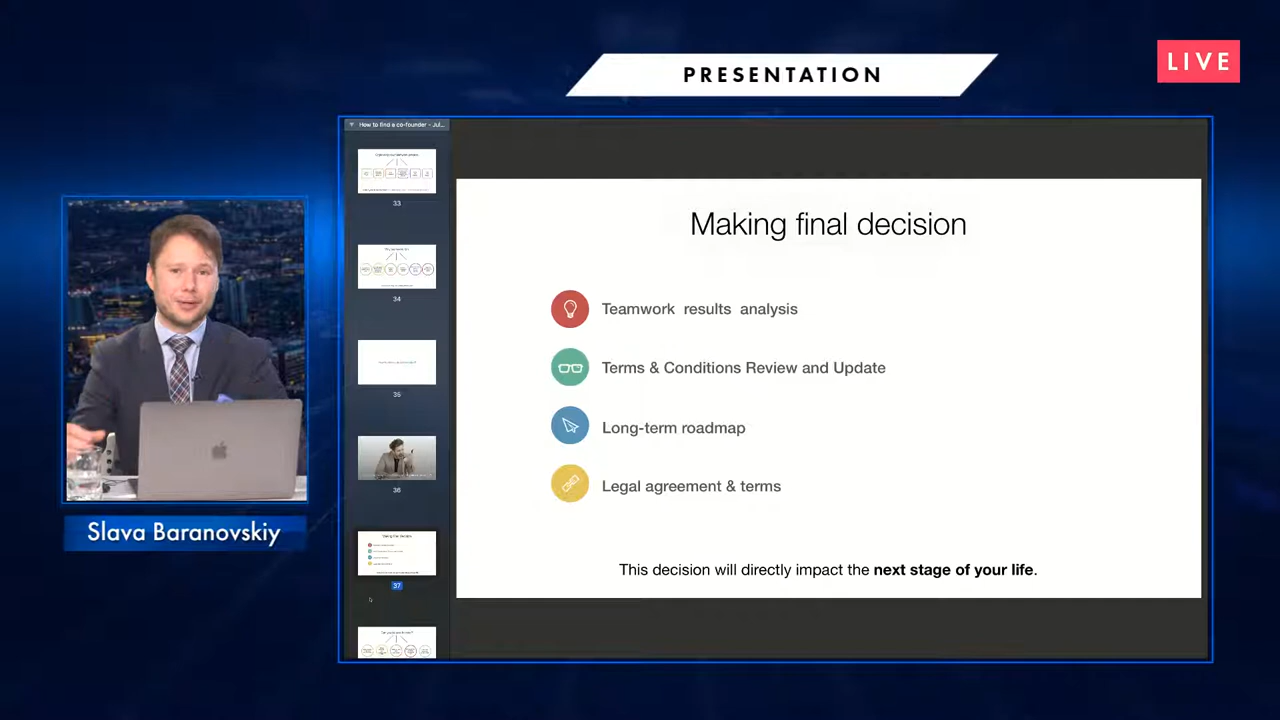 PRESENTATION
LIVE
How to find a co-founder - Jul...
33
34
35
36
37
Making final decision
Teamwork results analysis
Terms & Conditions Review and Update
Long-term roadmap
Legal agreement & terms
This decision will directly impact the next stage of your life.
Slava Baranovskiy